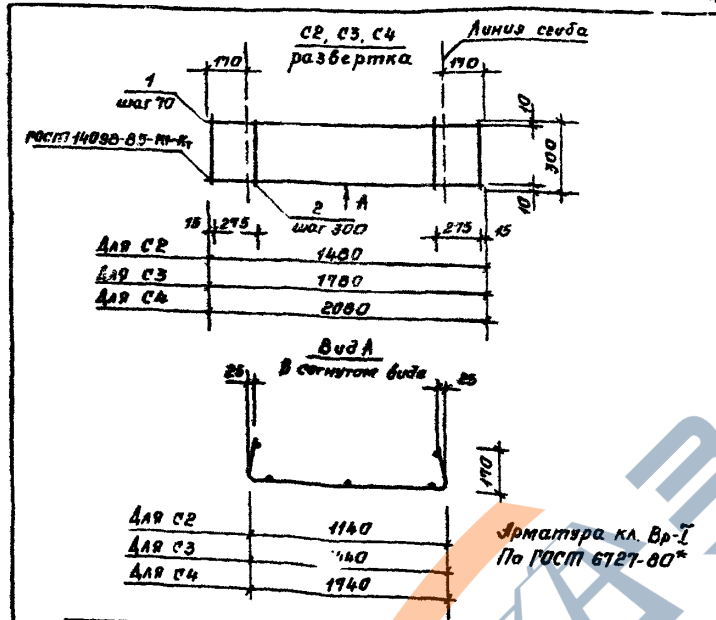 С2, С3, С4
развертка
Линия сгиба
170
170
1
шаг 70
ГОСТ 14098-85-К1-Кт
10
300
10
А
2
шаг 300
15
275
275
15
Для С2
1480
Для С3
1780
Для С4
2080
Вид А
В согнутом виде
25
25
170
Для С2
1140
Для С3
440
Для С4
1740
Арматура кл. Вр-I
По ГОСТ 6727-80*